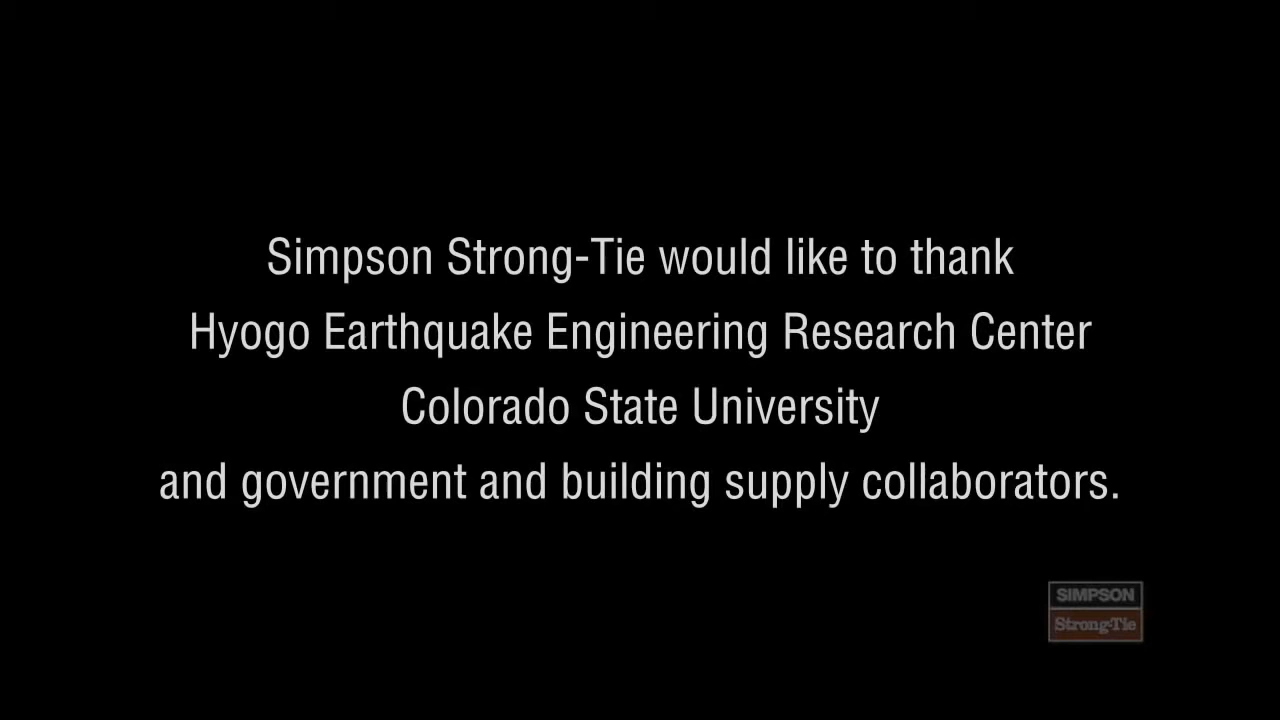 Simpson Strong-Tie would like to thank
Hyogo Earthquake Engineering Research Center
Colorado State University
and government and building supply collaborators.
SIMPSON
Strong-Tie